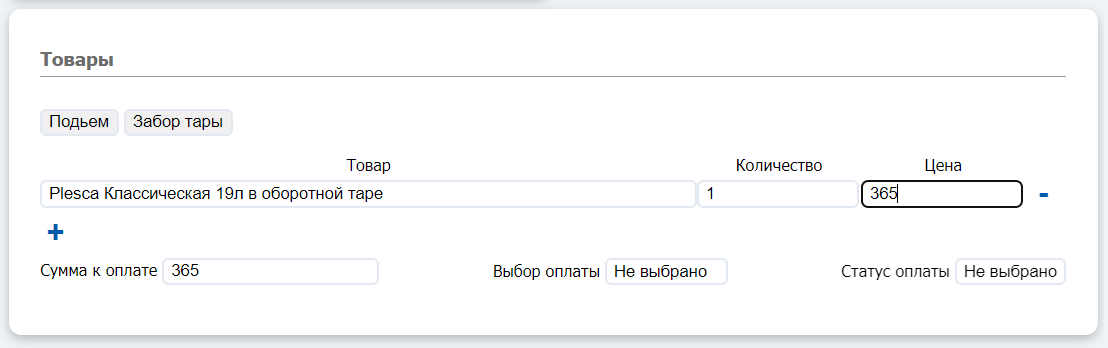 Товары
Подьем Забор тары
Товар Количество Цена
Plesca Классическая 19л в оборотной таре 1 365 -
+
Сумма к оплате 365 Выбор оплаты Не выбрано Статус оплаты Не выбрано